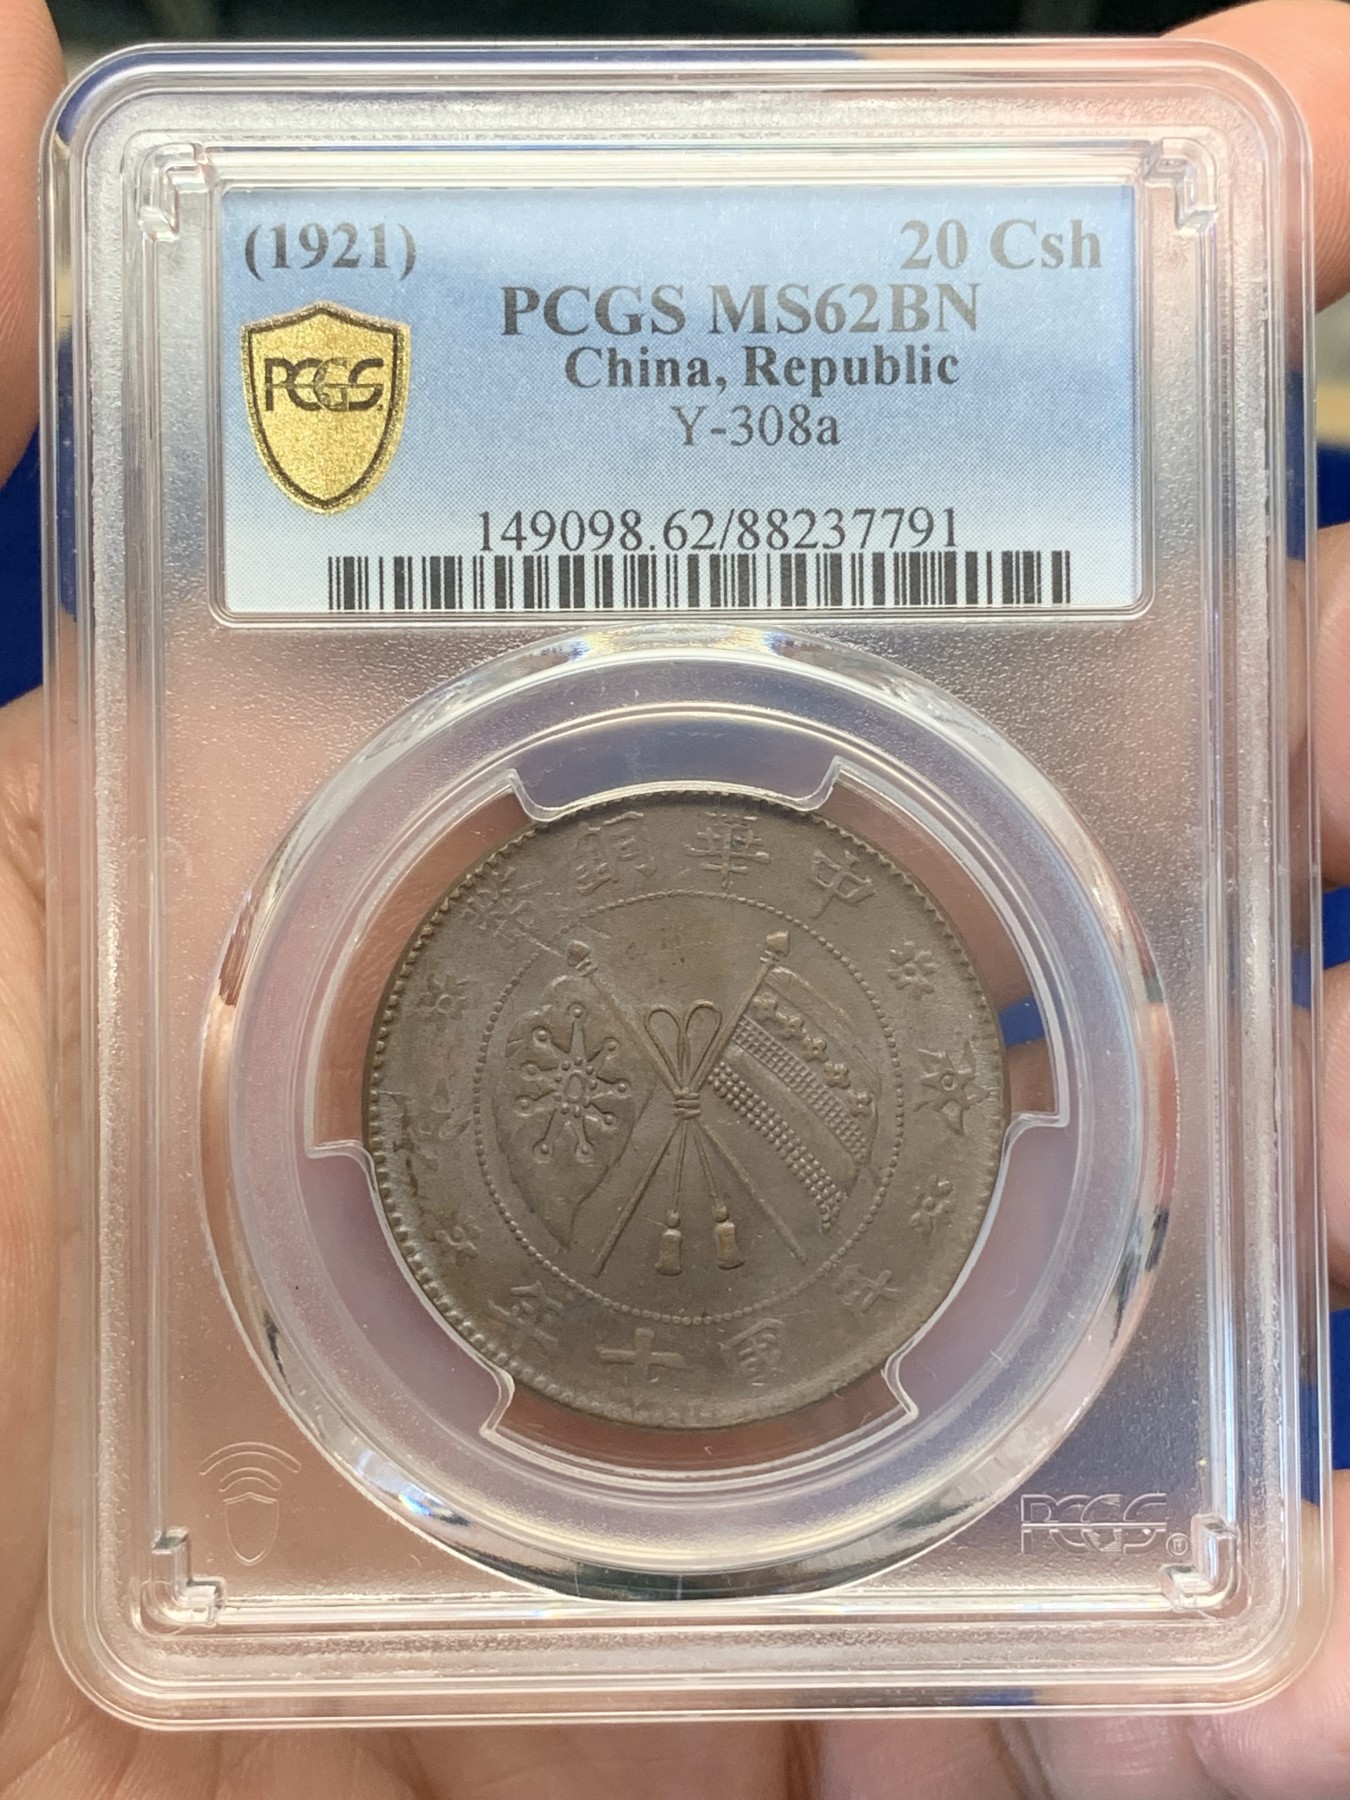 (1921) 20 Csh
PCGS MS62BN
China, Republic
PCGS
Y-308a
149098.62/88237791
中華銅幣
民國十年
PCGS